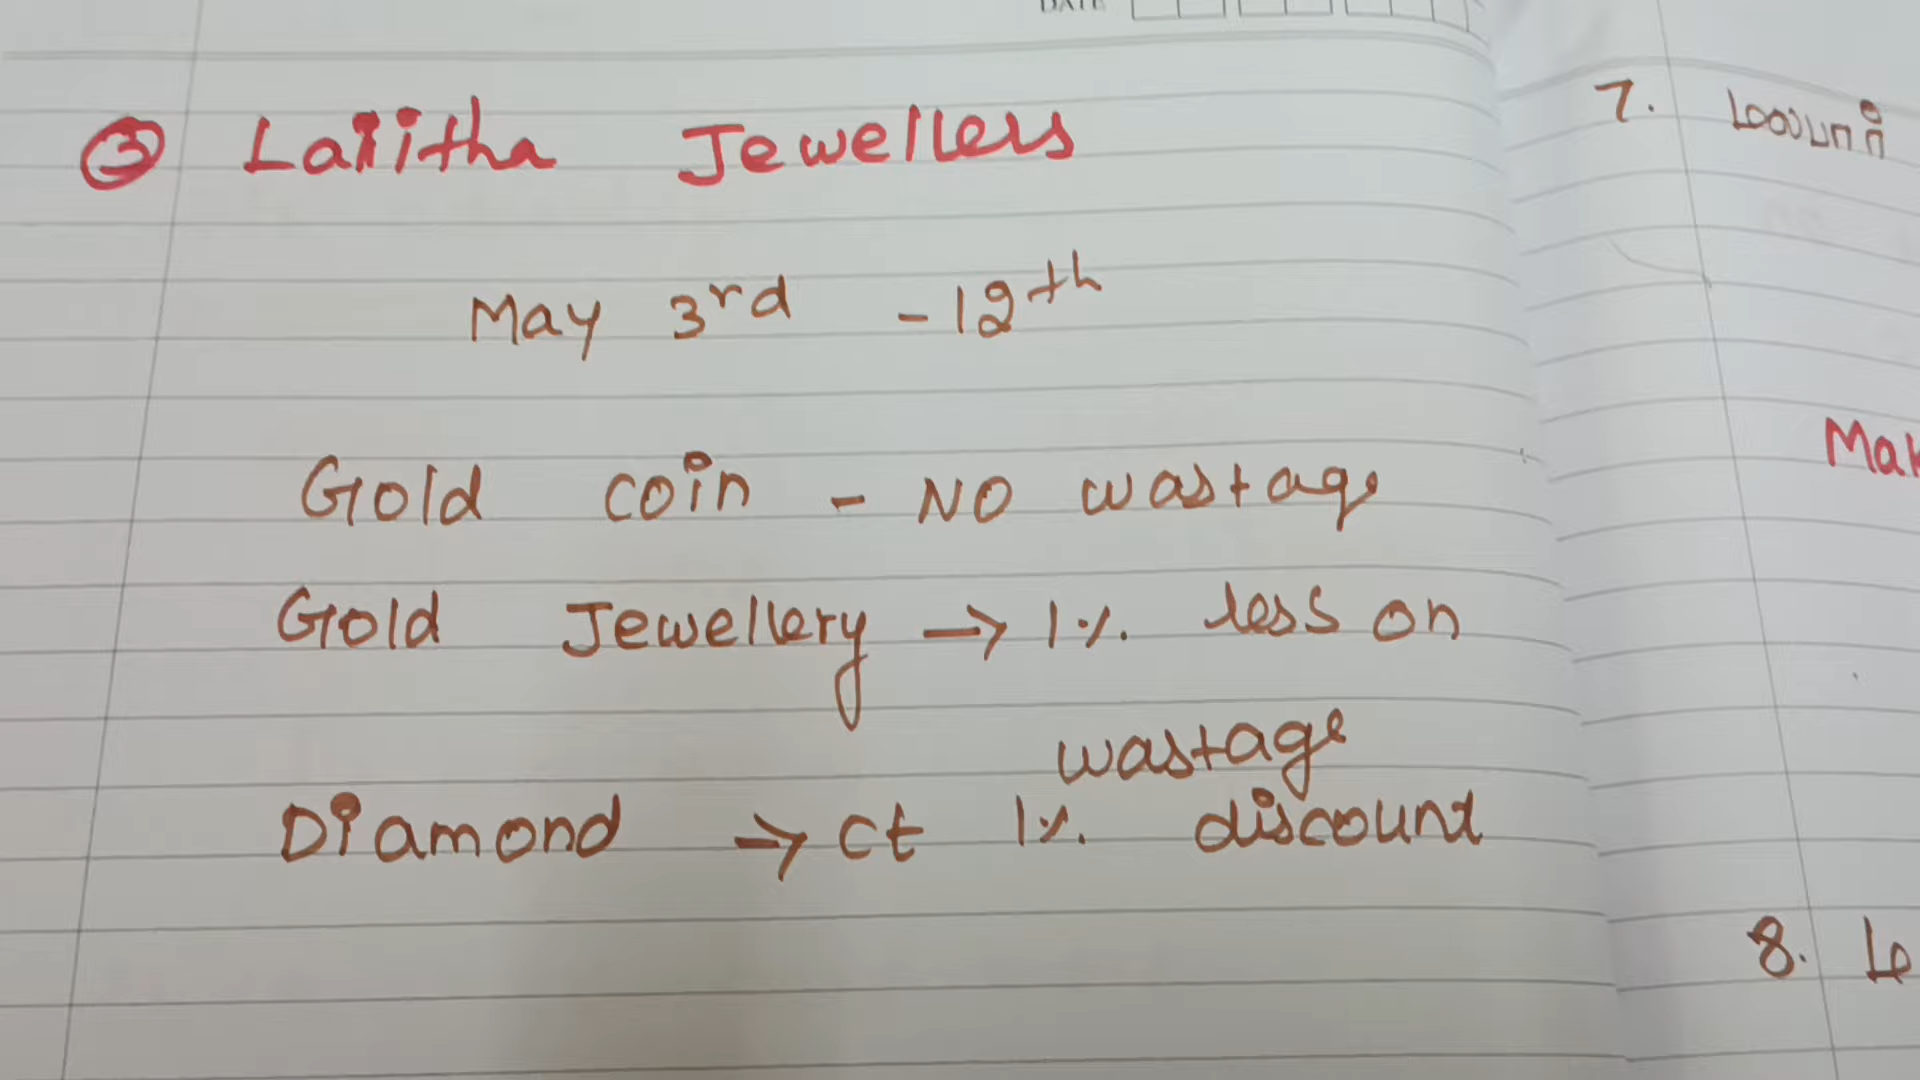 DATE
③ Lalitha Jewellers
May 3rd - 12th
Gold coin - NO wastage
Gold Jewellery → 1%. less on
wastage
Diamond → ct 1%. discount
7.
Mak
8.